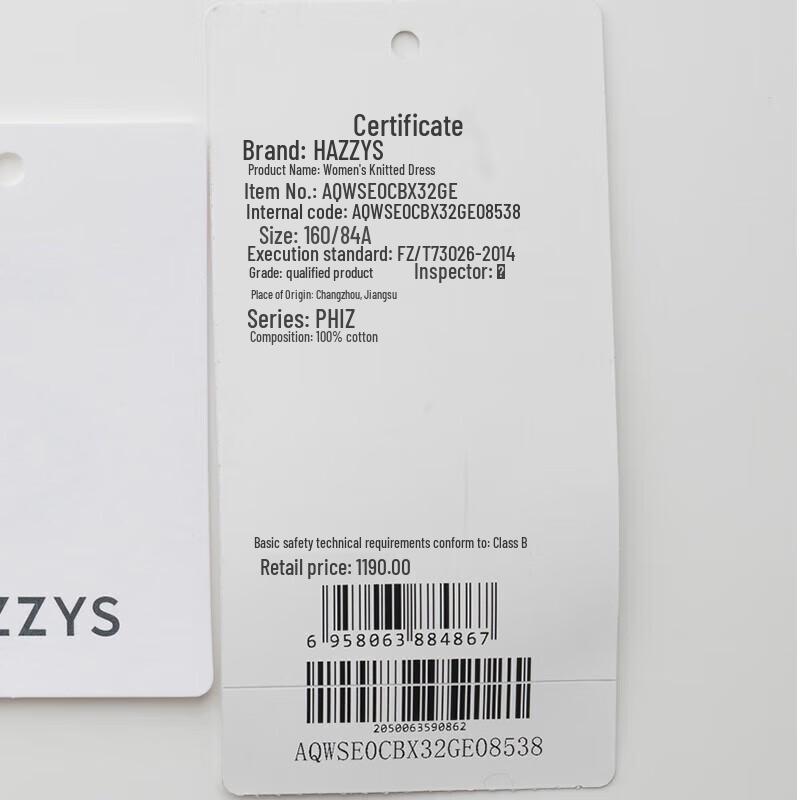 Certificate
Brand: HAZZYS
Product Name: Women's Knitted Dress
Item No.: AQWSE0CBX32GE
Internal code: AQWSE0CBX32GE08538
Size: 160/84A
Execution standard: FZ/T73026-2014
Grade: qualified product
Inspector:
Place of Origin: Changzhou, Jiangsu
Series: PHIZ
Composition: 100% cotton
Basic safety technical requirements conform to: Class B
Retail price: 1190.00
6 958063 884867
2050063590862
AQWSE0CBX32GE08538
ZZYS